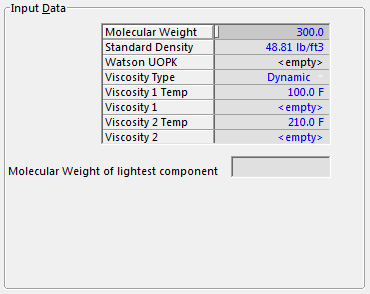 Input Data
Molecular Weight 300.0
Standard Density 48.81 lb/ft3
Watson UOPK <empty>
Viscosity Type Dynamic
Viscosity 1 Temp 100.0 F
Viscosity 1 <empty>
Viscosity 2 Temp 210.0 F
Viscosity 2 <empty>
Molecular Weight of lightest component